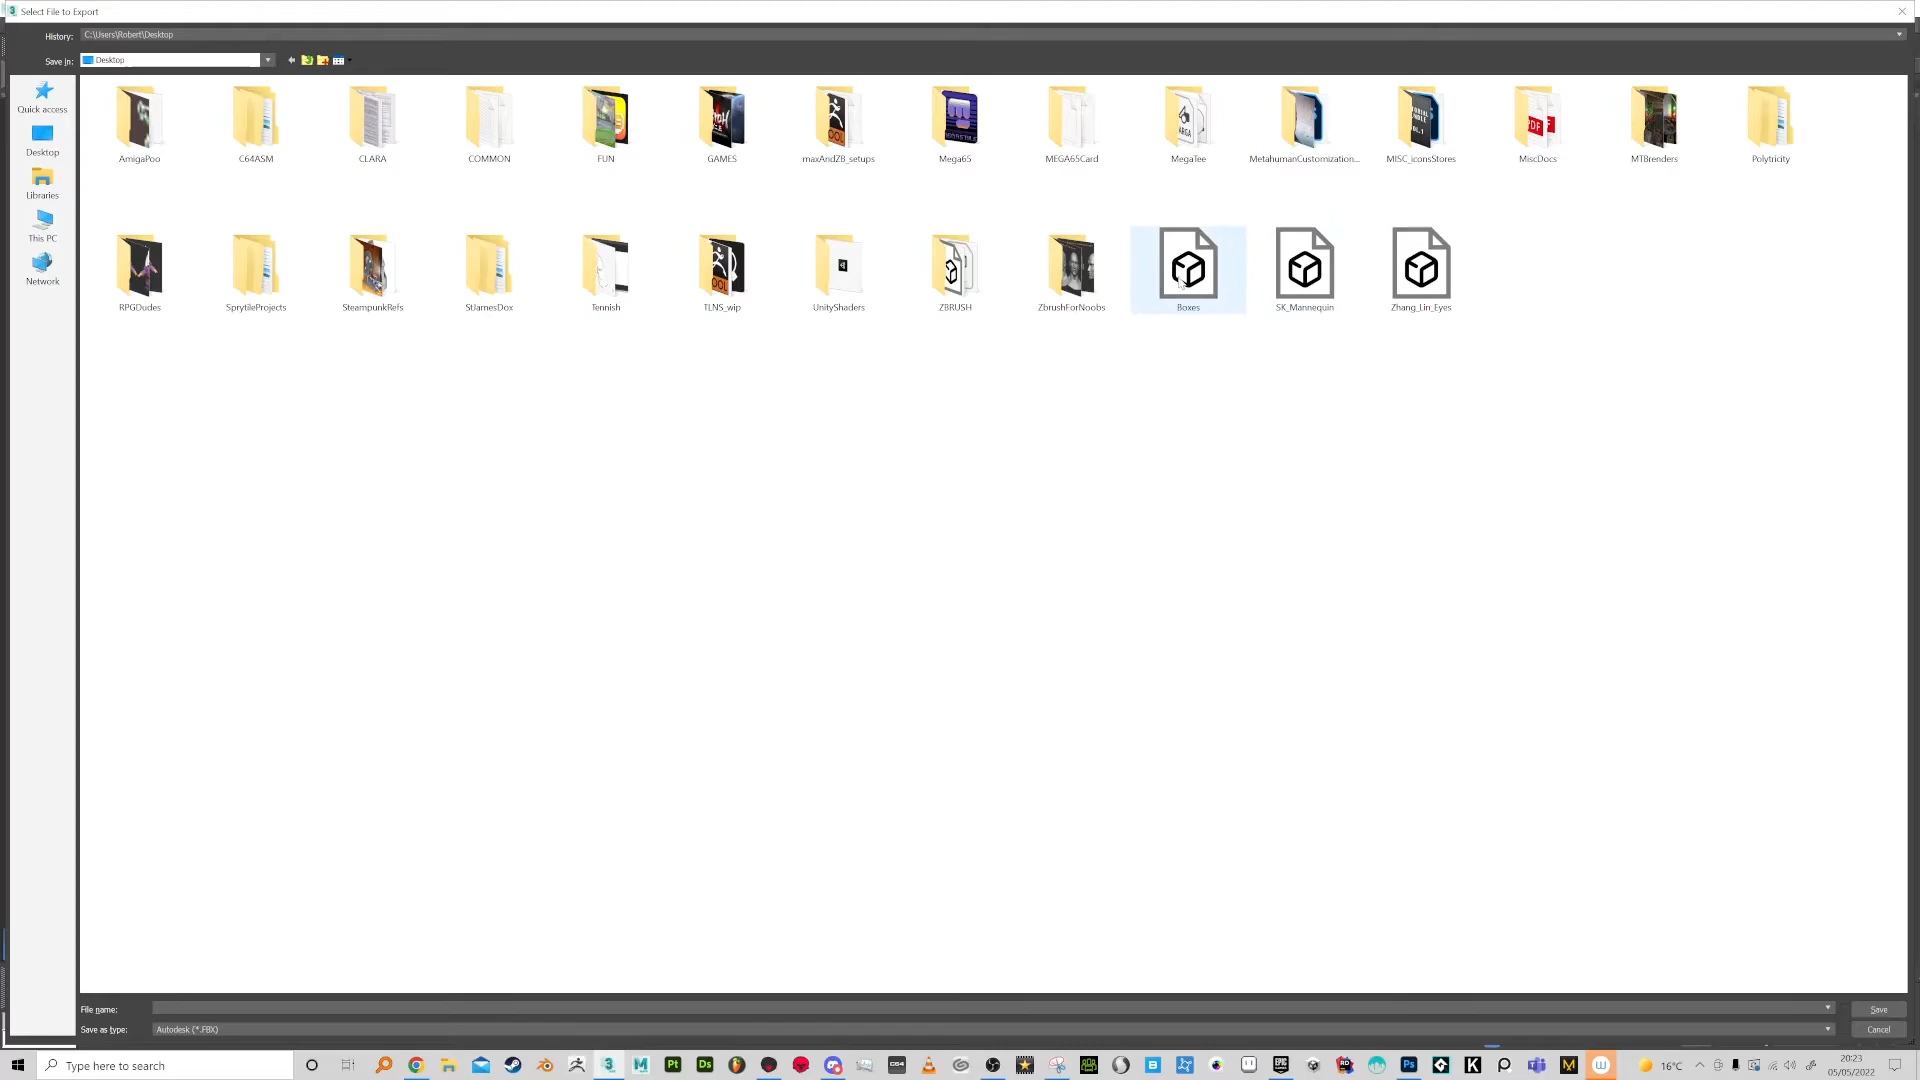 Select File to Export
History: C:\Users\Robert\Desktop
Save in: Desktop
Quick access
Desktop
Libraries
This PC
Network
AmigaPoo C64ASM CLARA COMMON FUN GAMES maxAndZB_setups Mega65 MEGA65Card MegaTee MetahumanCustomization... MISC_iconsStores MiscDocs MTBrenders Polytricity
RPGDudes SprytileProjects SteampunkRefs StJamesDox Tennish TLNS_wip UnityShaders ZBRUSH ZbrushForNoobs Boxes SK_Mannequin Zhang_Lin_Eyes
File name: Save
Save as type: Autodesk (*.FBX) Cancel
Type here to search
16°C
20:23
05/05/2022